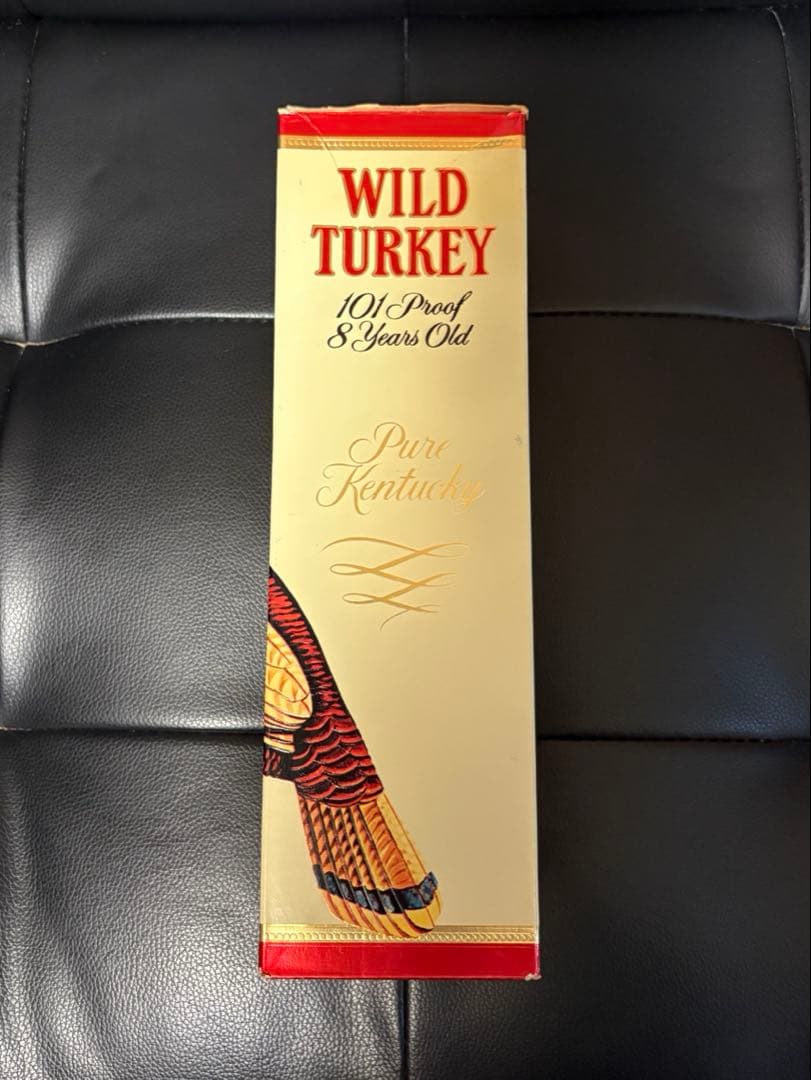 WILD
TURKEY
101 Proof
8 Years Old
Pure
Kentucky